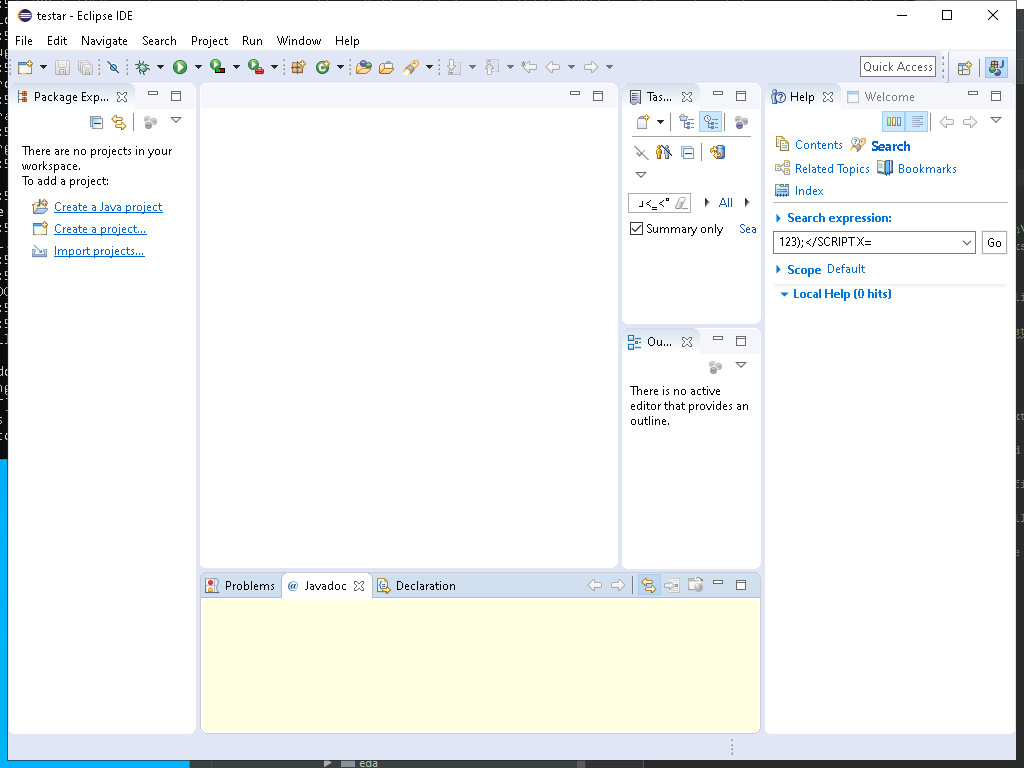 testar - Eclipse IDE
File Edit Navigate Search Project Run Window Help
Quick Access
Package Exp...
There are no projects in your
workspace.
To add a project:
Create a Java project
Create a project...
Import projects...
Tas...
All
Summary only Sea
Ou...
There is no active
editor that provides an
outline.
Help Welcome
Contents Search
Related Topics Bookmarks
Index
Search expression:
123);</SCRIPTX= Go
Scope Default
Local Help (0 hits)
Problems @ Javadoc Declaration
eda